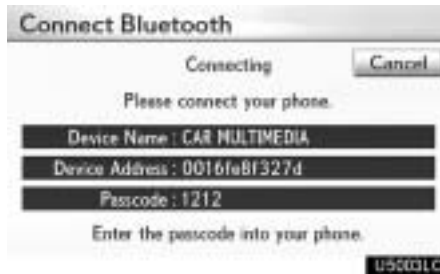 Connect Bluetooth
Connecting
Cancel
Please connect your phone.
Device Name : CAR MULTIMEDIA
Device Address : 0016fe8f327d
Passcode : 1212
Enter the passcode into your phone.
U5003LC